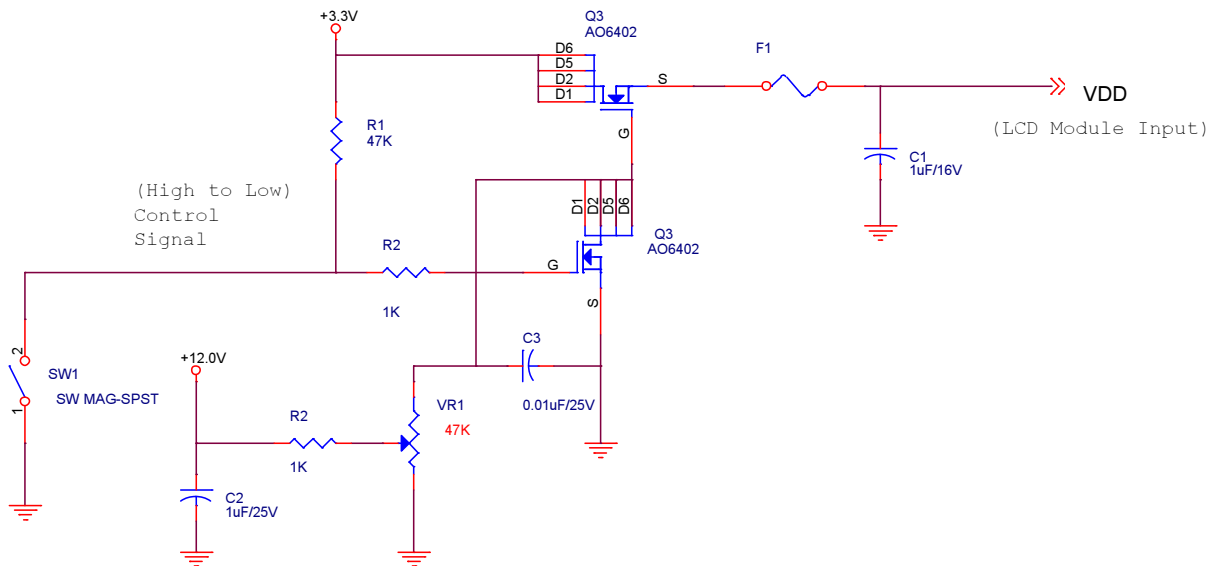 +3.3V
Q3
AO6402
D6
D5
D2
D1
S
G
F1
VDD
(LCD Module Input)
R1
47K
C1
1uF/16V
(High to Low)
Control
Signal
D1
D2
D5
D6
Q3
AO6402
R2
G
1K
S
2
1
SW1
SW MAG-SPST
+12.0V
C3
0.01uF/25V
VR1
47K
R2
1K
C2
1uF/25V